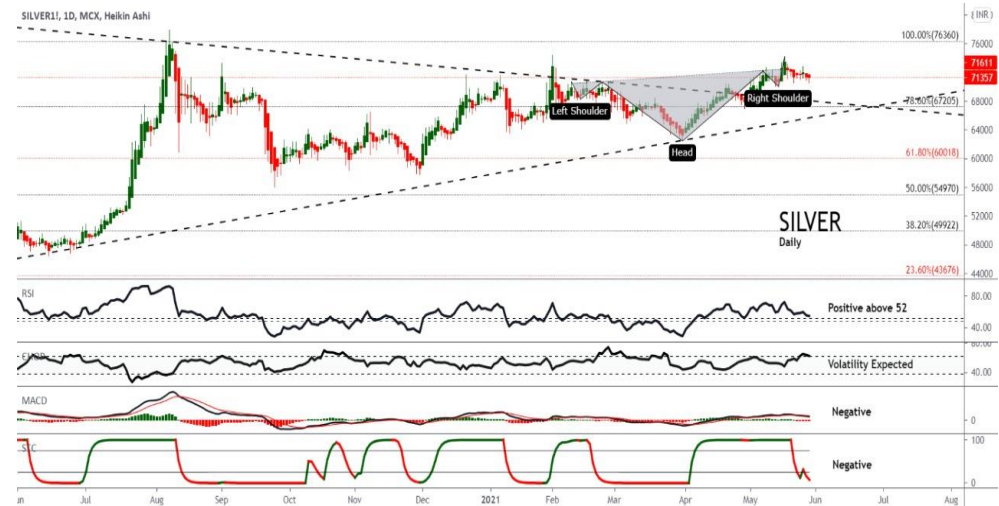 SILVER1!, 1D, MCX, Heikin Ashi
(INR)
100.00%(76360)
76000
71611
71357
68000
78.60%(67205)
64000
61.80%(60018)
60000
56000
50.00%(54970)
52000
38.20%(49922)
48000
23.60%(43676)
44000
Left Shoulder
Right Shoulder
Head
SILVER
Daily
RSI
Positive above 52
80.00
40.00
Volatility Expected
80.00
40.00
MACD
Negative
0
STC
Negative
100
0
Jul
Aug
Sep
Oct
Nov
Dec
2021
Feb
Mar
Apr
May
Jun
Jul
Aug